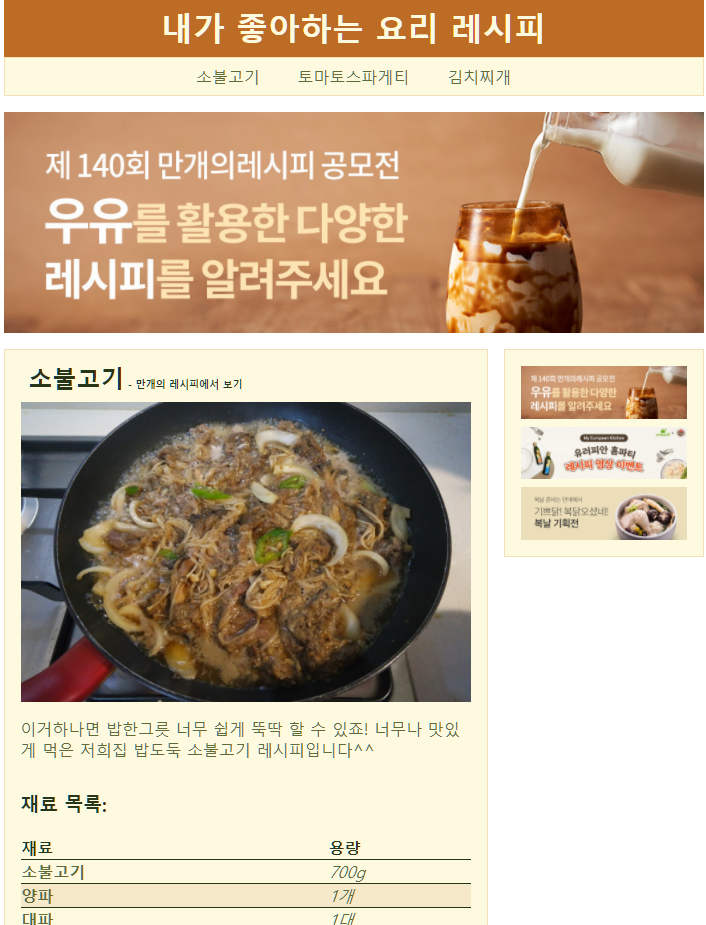 내가 좋아하는 요리 레시피
소불고기 토마토스파게티 김치찌개
제 140회 만개의레시피 공모전
우유를 활용한 다양한
레시피를 알려주세요
소불고기 - 만개의 레시피에서 보기
이거하나면 밥한그릇 너무 쉽게 뚝딱 할 수 있죠! 너무나 맛있
게 먹은 저희집 밥도둑 소불고기 레시피입니다^^
재료 목록:
재료 용량
소불고기 700g
양파 1개
대파 1대
제 140회 만개의레시피 공모전
우유를 활용한 다양한
레시피를 알려주세요
My European Kitchen
유러피안 홈파티
레시피 영상 이벤트
복날 준비는 만개에서
기쁘닭! 복닭오셨네!
복날 기획전